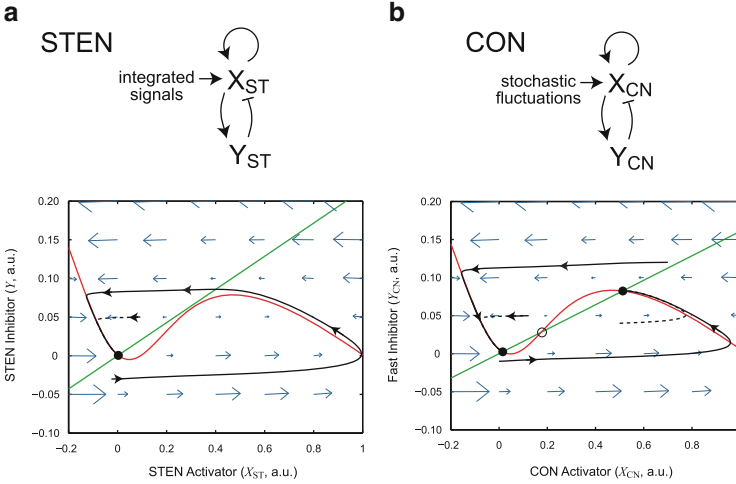 a
STEN
integrated
signals
X_ST
Y_ST
STEN Inhibitor (Y, a.u.)
0.20
0.15
0.10
0.05
0
−0.05
−0.10
−0.2
0
0.2
0.4
0.6
0.8
1
STEN Activator (X_ST, a.u.)
b
CON
stochastic
fluctuations
X_CN
Y_CN
Fast Inhibitor (Y_CN, a.u.)
0.20
0.15
0.10
0.05
0
−0.05
−0.10
−0.2
0
0.2
0.4
0.6
0.8
CON Activator (X_CN, a.u.)